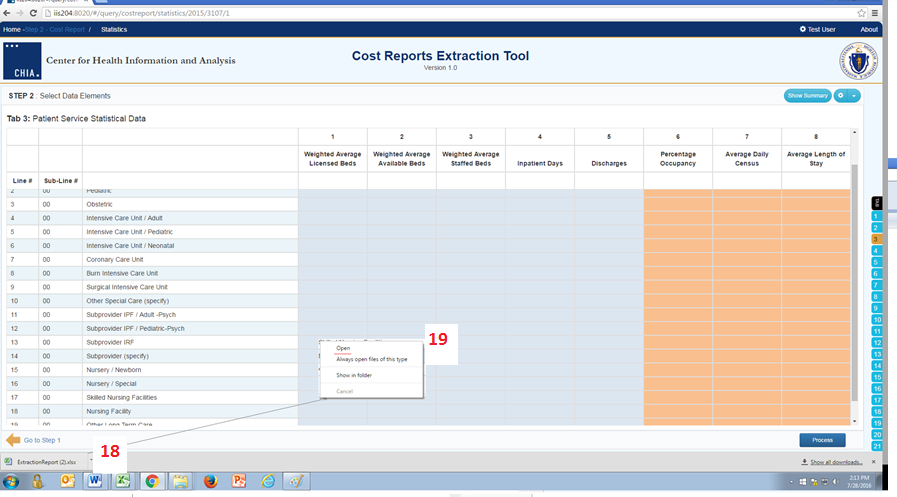 iis204:8020/#/query/costreport/statistics/2015/3107/1
Home -Step 2 - Cost Report / Statistics
Test User
About
CHIA.
Center for Health Information and Analysis
Cost Reports Extraction Tool
Version 1.0
STEP 2 : Select Data Elements
Show Summary
Tab 3: Patient Service Statistical Data
1 2 3 4 5 6 7 8
Line # Sub-Line # Weighted Average Licensed Beds Weighted Average Available Beds Weighted Average Staffed Beds Inpatient Days Discharges Percentage Occupancy Average Daily Census Average Length of Stay
2 00 Pediatric
3 00 Obstetric
4 00 Intensive Care Unit / Adult
5 00 Intensive Care Unit / Pediatric
6 00 Intensive Care Unit / Neonatal
7 00 Coronary Care Unit
8 00 Burn Intensive Care Unit
9 00 Surgical Intensive Care Unit
10 00 Other Special Care (specify)
11 00 Subprovider IPF / Adult -Psych
12 00 Subprovider IPF / Pediatric-Psych
13 00 Subprovider IRF
14 00 Subprovider (specify)
15 00 Nursery / Newborn
16 00 Nursery / Special
17 00 Skilled Nursing Facilities
18 00 Nursing Facility
19 00 Other Long Term Care
Open
Always open files of this type
Show in folder
Cancel
19
18
TAB
1
2
3
4
5
6
7
8
9
10
11
12
13
14
15
16
17
18
19
20
21
Go to Step 1
Process
ExtractionReport (2).xlsx
Show all downloads...
2:13 PM
7/28/2016